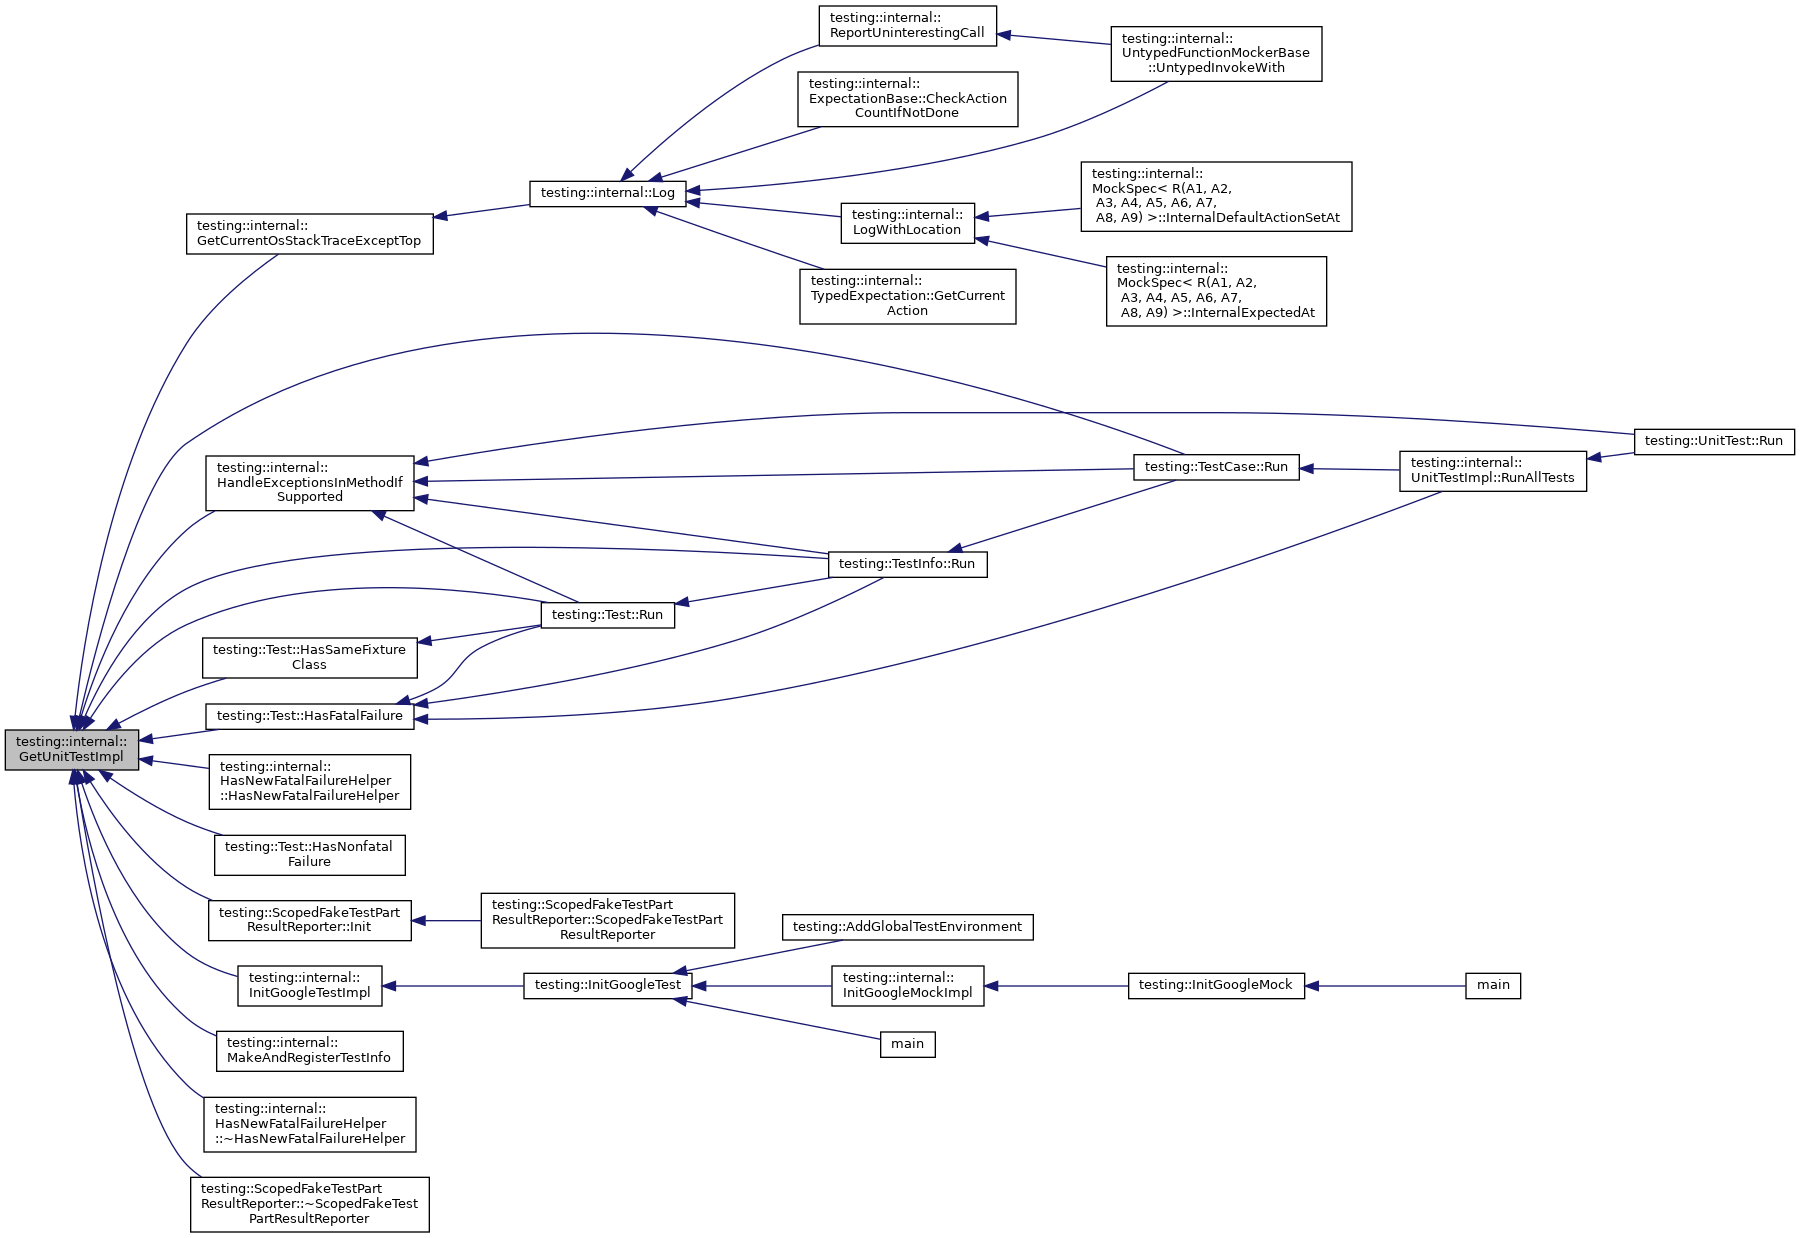 testing::internal::
ReportUninterestingCall
testing::internal::
UntypedFunctionMockerBase
::UntypedInvokeWith
testing::internal::
ExpectationBase::CheckAction
CountIfNotDone
testing::internal::Log
testing::internal::
MockSpec< R(A1, A2,
A3, A4, A5, A6, A7,
A8, A9) >::InternalDefaultActionSetAt
testing::internal::
LogWithLocation
testing::internal::
GetCurrentOsStackTraceExceptTop
testing::internal::
MockSpec< R(A1, A2,
A3, A4, A5, A6, A7,
A8, A9) >::InternalExpectedAt
testing::internal::
TypedExpectation::GetCurrent
Action
testing::UnitTest::Run
testing::internal::
HandleExceptionsInMethodIf
Supported
testing::TestCase::Run
testing::internal::
UnitTestImpl::RunAllTests
testing::TestInfo::Run
testing::Test::Run
testing::Test::HasSameFixture
Class
testing::Test::HasFatalFailure
testing::internal::
GetUnitTestImpl
testing::internal::
HasNewFatalFailureHelper
::HasNewFatalFailureHelper
testing::Test::HasNonfatal
Failure
testing::ScopedFakeTestPart
ResultReporter::Init
testing::ScopedFakeTestPart
ResultReporter::ScopedFakeTestPart
ResultReporter
testing::AddGlobalTestEnvironment
testing::internal::
InitGoogleTestImpl
testing::InitGoogleTest
testing::internal::
InitGoogleMockImpl
testing::InitGoogleMock
main
main
testing::internal::
MakeAndRegisterTestInfo
testing::internal::
HasNewFatalFailureHelper
::~HasNewFatalFailureHelper
testing::ScopedFakeTestPart
ResultReporter::~ScopedFakeTest
PartResultReporter